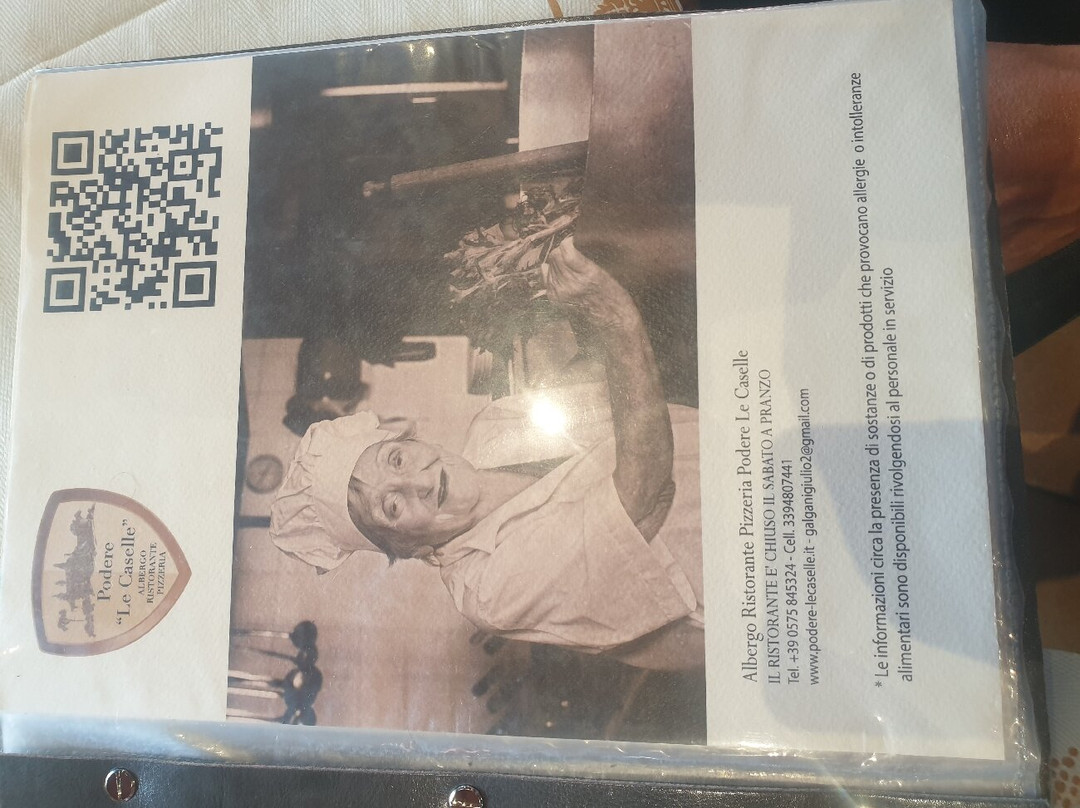 Podere
“Le Caselle”
ALBERGO
RISTORANTE
PIZZERIA
Albergo Ristorante Pizzeria Podere Le Caselle
IL RISTORANTE E' CHIUSO IL SABATO A PRANZO
Tel. +39 0575 845324 - Cell. 3394807441
www.podere-lecaselle.it - galganigiulio2@gmail.com
* Le informazioni circa la presenza di sostanze o di prodotti che provocano allergie o intolleranze
alimentari sono disponibili rivolgendosi al personale in servizio